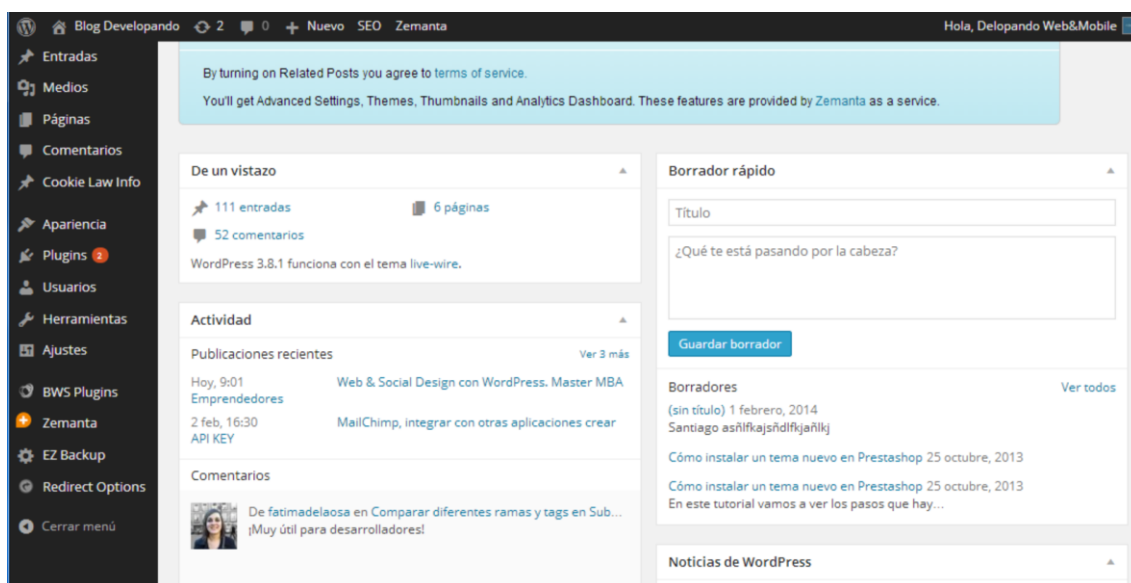 Blog Developando 2 0 + Nuevo SEO Zemanta Hola, Delopando Web&Mobile
Entradas
Medios
Páginas
Comentarios
Cookie Law Info
Apariencia
Plugins 2
Usuarios
Herramientas
Ajustes
BWS Plugins
Zemanta
EZ Backup
Redirect Options
Cerrar menú
By turning on Related Posts you agree to terms of service.
You'll get Advanced Settings, Themes, Thumbnails and Analytics Dashboard. These features are provided by Zemanta as a service.
De un vistazo
111 entradas 6 páginas
52 comentarios
WordPress 3.8.1 funciona con el tema live-wire.
Actividad
Publicaciones recientes Ver 3 más
Hoy, 9:01 Web & Social Design con WordPress. Master MBA
Emprendedores
2 feb, 16:30 MailChimp, integrar con otras aplicaciones crear
API KEY
Comentarios
De fatimadelaosa en Comparar diferentes ramas y tags en Sub...
¡Muy útil para desarrolladores!
Borrador rápido
Título
¿Qué te está pasando por la cabeza?
Guardar borrador
Borradores Ver todos
(sin título) 1 febrero, 2014
Santiago asñlfkajsñdlfkjañlkj
Cómo instalar un tema nuevo en Prestashop 25 octubre, 2013
Cómo instalar un tema nuevo en Prestashop 25 octubre, 2013
En este tutorial vamos a ver los pasos que hay...
Noticias de WordPress